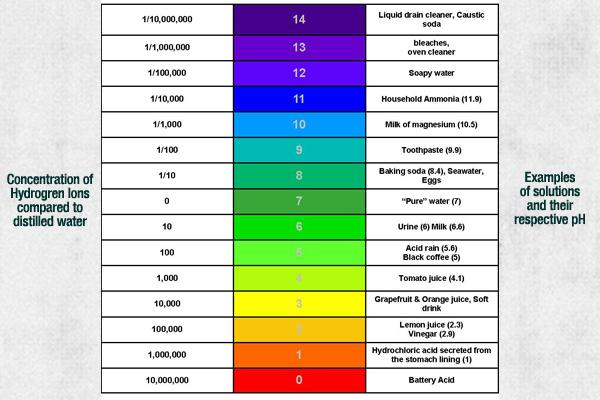 Concentration of
Hydrogren Ions
compared to
distilled water
1/10,000,000 14 Liquid drain cleaner, Caustic
soda
1/1,000,000 13 bleaches,
oven cleaner
1/100,000 12 Soapy water
1/10,000 11 Household Ammonia (11.9)
1/1,000 10 Milk of magnesium (10.5)
1/100 9 Toothpaste (9.9)
1/10 8 Baking soda (8.4), Seawater,
Eggs
0 7 “Pure” water (7)
10 6 Urine (6) Milk (6.6)
100 5 Acid rain (5.6)
Black coffee (5)
1,000 4 Tomato juice (4.1)
10,000 3 Grapefruit & Orange juice, Soft
drink
100,000 2 Lemon juice (2.3)
Vinegar (2.9)
1,000,000 1 Hydrochloric acid secreted from
the stomach lining (1)
10,000,000 0 Battery Acid
Examples
of solutions
and their
respective pH